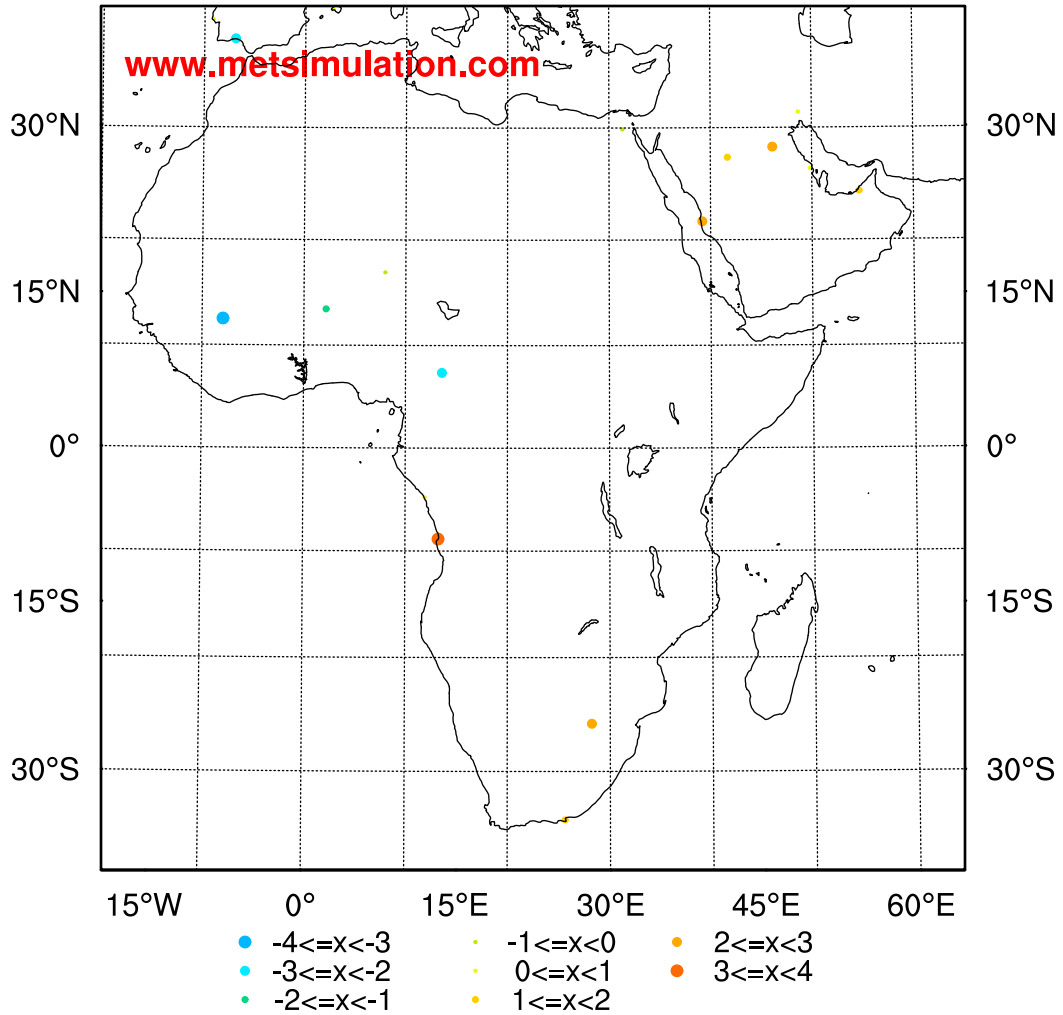 www.metsimulation.com
30°N 30°N
15°N 15°N
0° 0°
15°S 15°S
30°S 30°S
15°W 0° 15°E 30°E 45°E 60°E
-4<=x<-3 -1<=x<0 2<=x<3
-3<=x<-2 0<=x<1 3<=x<4
-2<=x<-1 1<=x<2